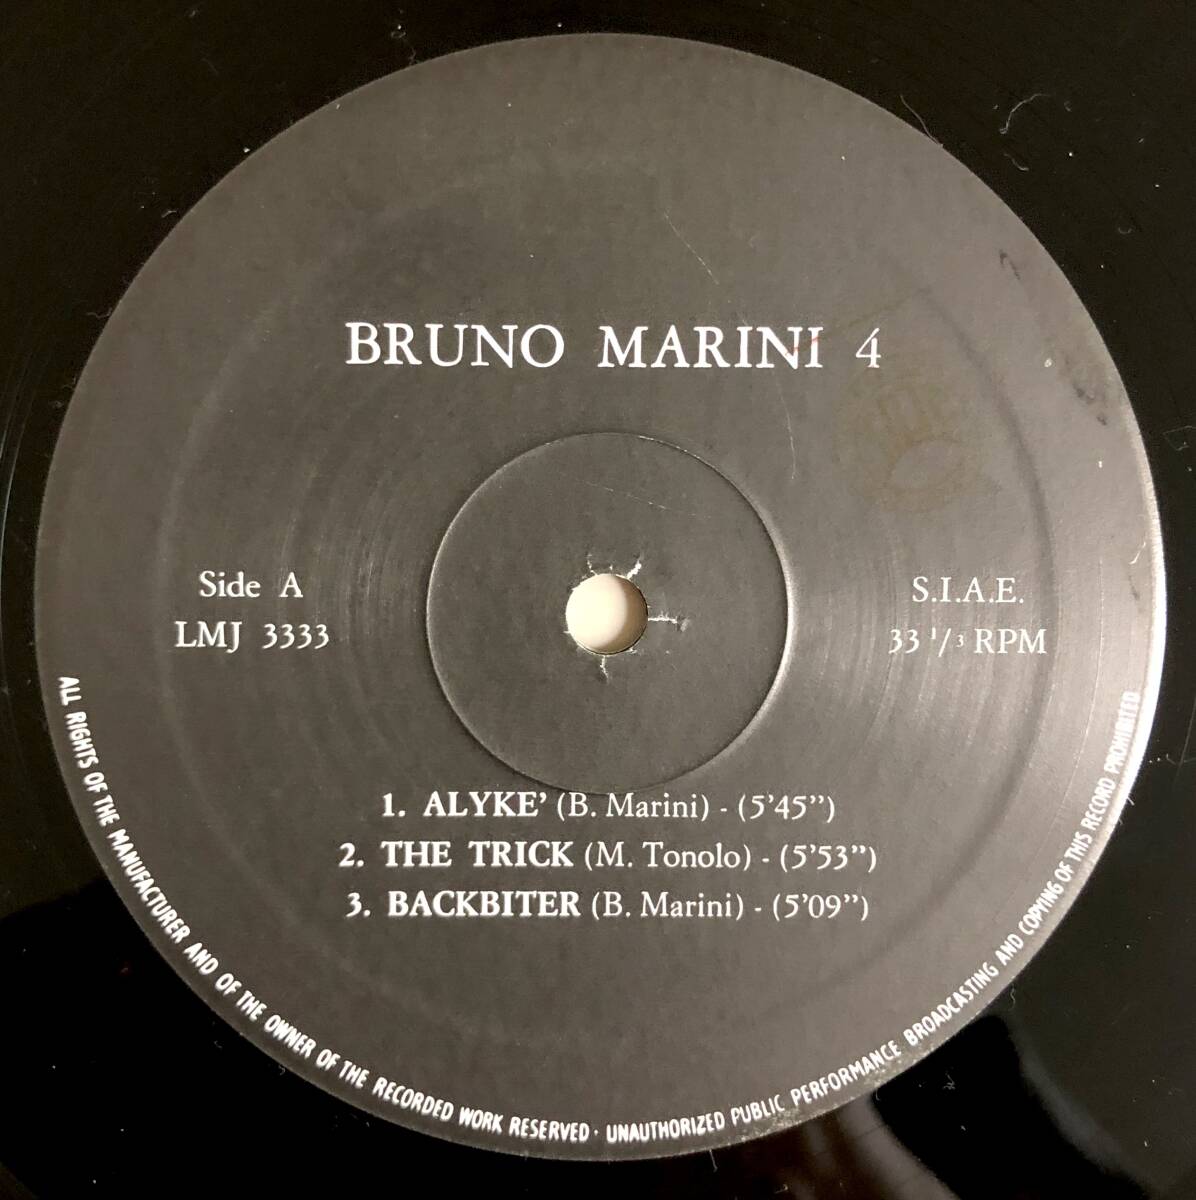 BRUNO MARINI 4
Side A
LMJ 3333
S.I.A.E.
33 1/3 RPM
1. ALYKE' (B. Marini) - (5'45")
2. THE TRICK (M. Tonolo) - (5'53")
3. BACKBITER (B. Marini) - (5'09")
ALL RIGHTS OF THE MANUFACTURER AND OF THE OWNER OF THE RECORDED WORK RESERVED · UNAUTHORIZED PUBLIC PERFORMANCE BROADCASTING AND COPYING OF THIS RECORD PROHIBITED